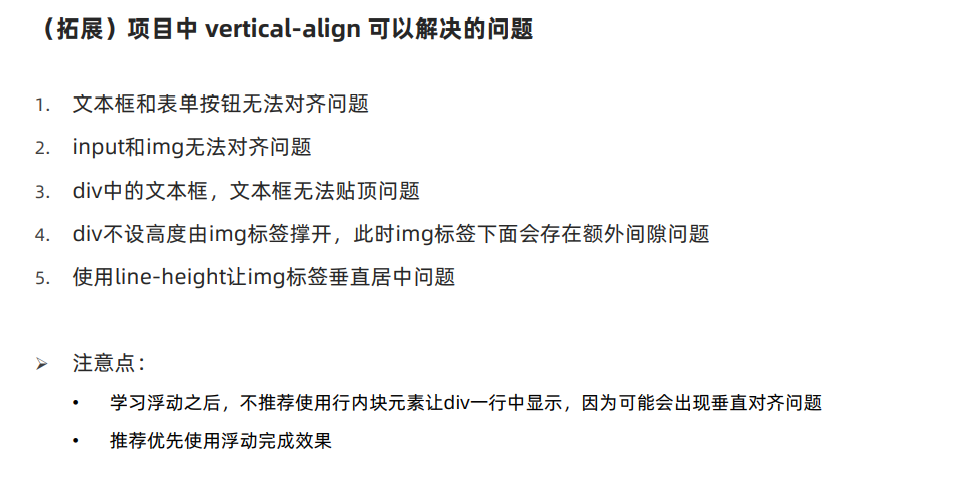 （拓展）项目中 vertical-align 可以解决的问题
1. 文本框和表单按钮无法对齐问题
2. input和img无法对齐问题
3. div中的文本框，文本框无法贴顶问题
4. div不设高度由img标签撑开，此时img标签下面会存在额外间隙问题
5. 使用line-height让img标签垂直居中问题
➢ 注意点：
• 学习浮动之后，不推荐使用行内块元素让div一行中显示，因为可能会出现垂直对齐问题
• 推荐优先使用浮动完成效果